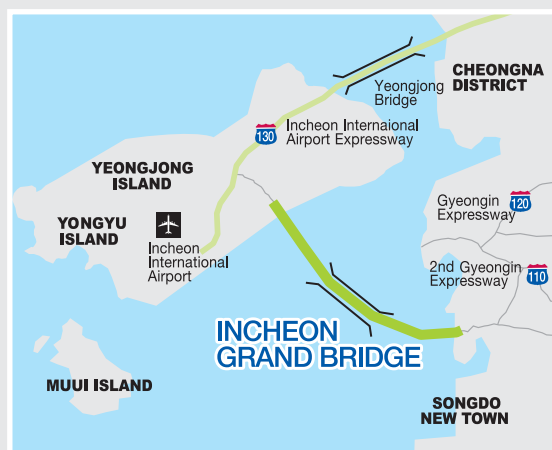 CHEONGNA
DISTRICT
Yeongjong
Bridge
130
Incheon Internaional
Airport Expressway
YEONGJONG
ISLAND
Gyeongin
Expressway
120
YONGYU
ISLAND
Incheon
International
Airport
2nd Gyeongin
Expressway
110
INCHEON
GRAND BRIDGE
MUUI ISLAND
SONGDO
NEW TOWN